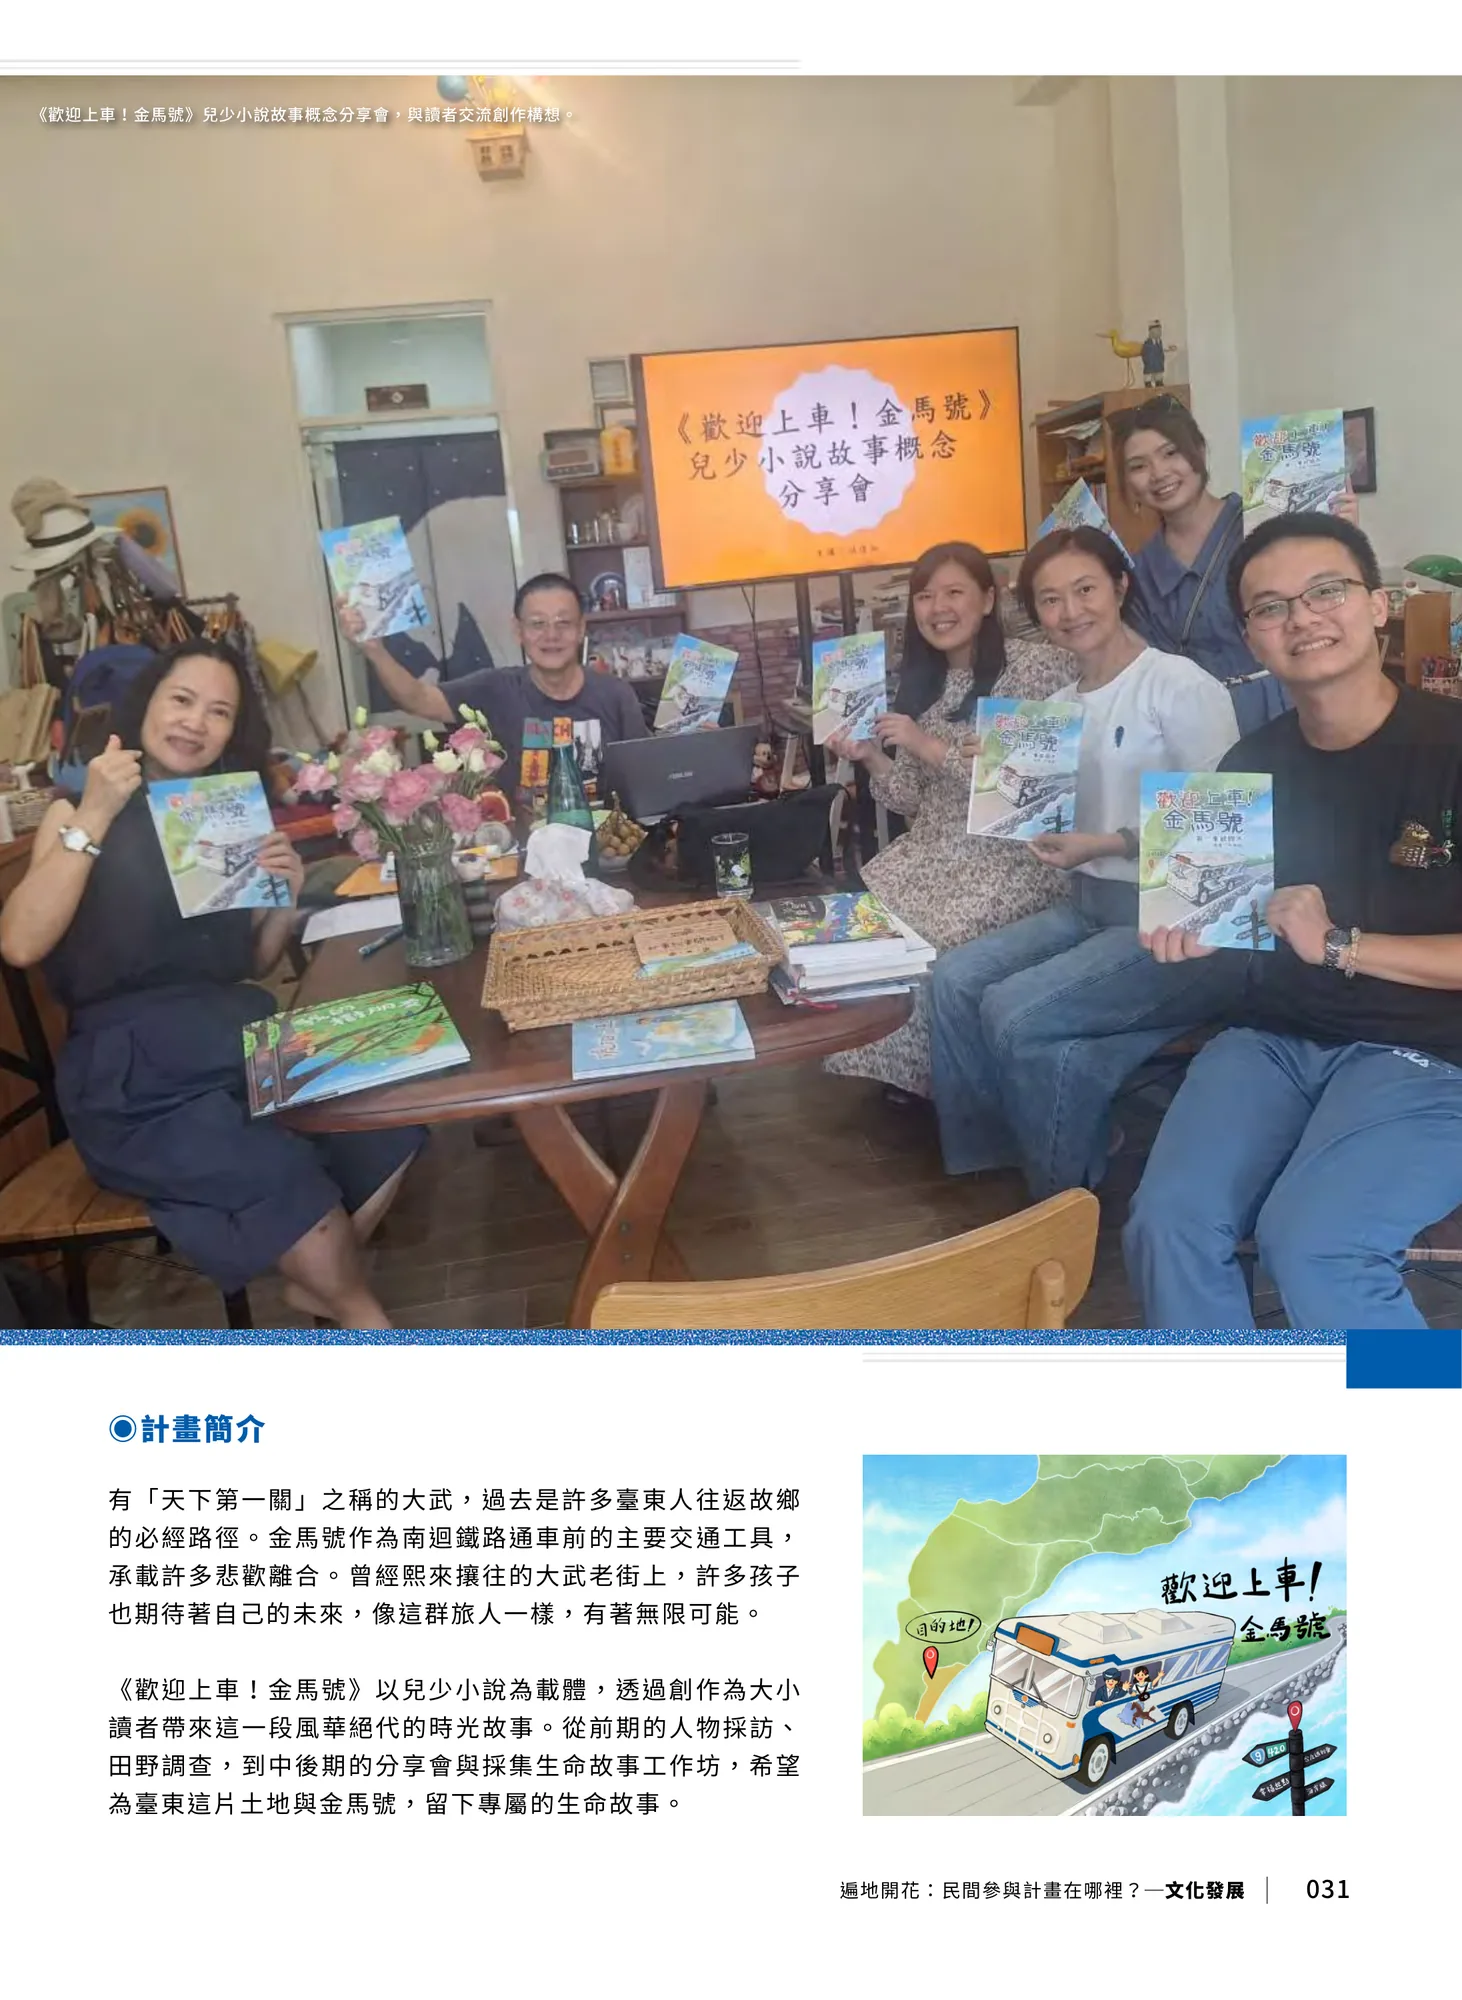 《歡迎上車！金馬號》兒少小說故事概念分享會，與讀者交流創作構想。
《歡迎上車！金馬號》
兒少小說故事概念
分享會
歡迎上車!
金馬號
◉計畫簡介
有「天下第一關」之稱的大武，過去是許多臺東人往返故鄉
的必經路徑。金馬號作為南迴鐵路通車前的主要交通工具，
承載許多悲歡離合。曾經熙來攘往的大武老街上，許多孩子
也期待著自己的未來，像這群旅人一樣，有著無限可能。
《歡迎上車！金馬號》以兒少小說為載體，透過創作為大小
讀者帶來這一段風華絕代的時光故事。從前期的人物採訪、
田野調查，到中後期的分享會與採集生命故事工作坊，希望
為臺東這片土地與金馬號，留下專屬的生命故事。
歡迎上車!
金馬號
目的地!
9 420
遍地開花：民間參與計畫在哪裡？—文化發展
031